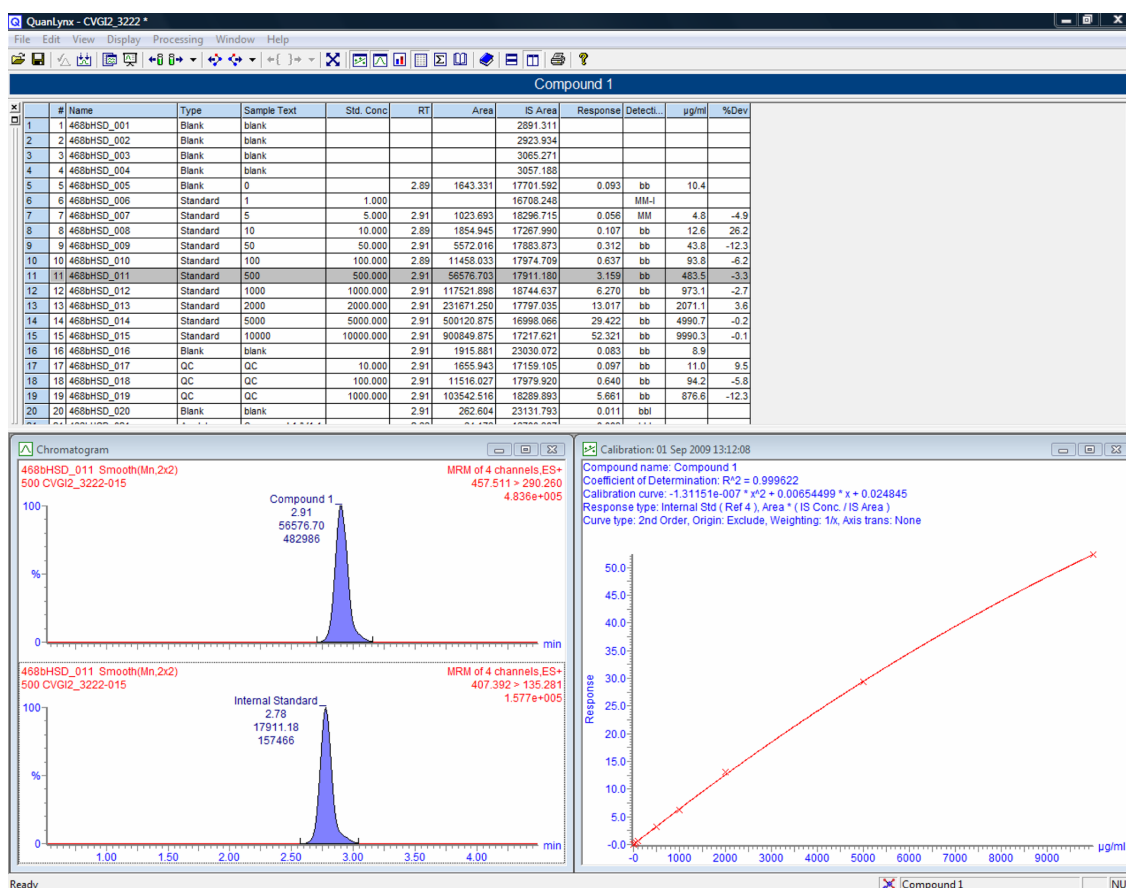 QuanLynx - CVGI2_3222 *
File Edit View Display Processing Window Help
Compound 1
# Name Type Sample Text Std. Conc RT Area IS Area Response Detecti... µg/ml %Dev
1 1 468bHSD_001 Blank blank 2891.311
2 2 468bHSD_002 Blank blank 2923.934
3 3 468bHSD_003 Blank blank 3065.271
4 4 468bHSD_004 Blank blank 3057.188
5 5 468bHSD_005 Blank 0 2.89 1643.331 17701.592 0.093 bb 10.4
6 6 468bHSD_006 Standard 1 1.000 16708.248 MM-I
7 7 468bHSD_007 Standard 5 5.000 2.91 1023.693 18296.715 0.056 MM 4.8 -4.9
8 8 468bHSD_008 Standard 10 10.000 2.89 1854.945 17267.990 0.107 bb 12.6 26.2
9 9 468bHSD_009 Standard 50 50.000 2.91 5572.016 17883.873 0.312 bb 43.8 -12.3
10 10 468bHSD_010 Standard 100 100.000 2.89 11458.033 17974.709 0.637 bb 93.8 -6.2
11 11 468bHSD_011 Standard 500 500.000 2.91 56576.703 17911.180 3.159 bb 483.5 -3.3
12 12 468bHSD_012 Standard 1000 1000.000 2.91 117521.898 18744.637 6.270 bb 973.1 -2.7
13 13 468bHSD_013 Standard 2000 2000.000 2.91 231671.250 17797.035 13.017 bb 2071.1 3.6
14 14 468bHSD_014 Standard 5000 5000.000 2.91 500120.875 16998.066 29.422 bb 4990.7 -0.2
15 15 468bHSD_015 Standard 10000 10000.000 2.91 900849.875 17217.621 52.321 bb 9990.3 -0.1
16 16 468bHSD_016 Blank blank 2.91 1915.881 23030.072 0.083 bb 8.9
17 17 468bHSD_017 QC QC 10.000 2.91 1655.943 17159.105 0.097 bb 11.0 9.5
18 18 468bHSD_018 QC QC 100.000 2.91 11516.027 17979.920 0.640 bb 94.2 -5.8
19 19 468bHSD_019 QC QC 1000.000 2.91 103542.516 18289.893 5.661 bb 876.6 -12.3
20 20 468bHSD_020 Blank blank 2.91 262.604 23131.793 0.011 bbI
Chromatogram
468bHSD_011 Smooth(Mn,2x2)
500 CVGI2_3222-015
MRM of 4 channels,ES+
457.511 > 290.260
4.836e+005
Compound 1
2.91
56576.70
482986
100
%
0
min
468bHSD_011 Smooth(Mn,2x2)
500 CVGI2_3222-015
MRM of 4 channels,ES+
407.392 > 135.281
1.577e+005
Internal Standard
2.78
17911.18
157466
100
%
0
min
1.00 1.50 2.00 2.50 3.00 3.50 4.00
Calibration: 01 Sep 2009 13:12:08
Compound name: Compound 1
Coefficient of Determination: R^2 = 0.999622
Calibration curve: -1.31151e-007 * x^2 + 0.00654499 * x + 0.024845
Response type: Internal Std ( Ref 4 ), Area * ( IS Conc. / IS Area )
Curve type: 2nd Order, Origin: Exclude, Weighting: 1/x, Axis trans: None
50.0
45.0
40.0
35.0
30.0
25.0
20.0
15.0
10.0
5.0
-0.0
Response
-0 1000 2000 3000 4000 5000 6000 7000 8000 9000
µg/ml
Ready
Compound 1
NU